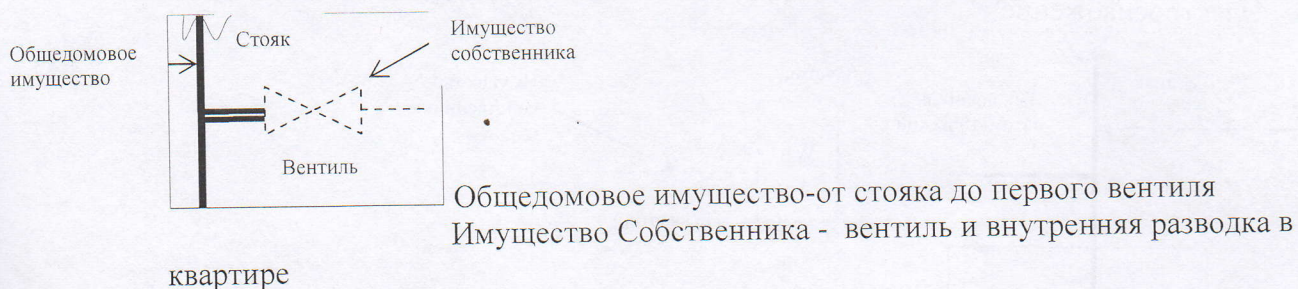 Общедомовое
имущество
Стояк
Имущество
собственника
Вентиль
Общедомовое имущество-от стояка до первого вентиля
Имущество Собственника - вентиль и внутренняя разводка в
квартире